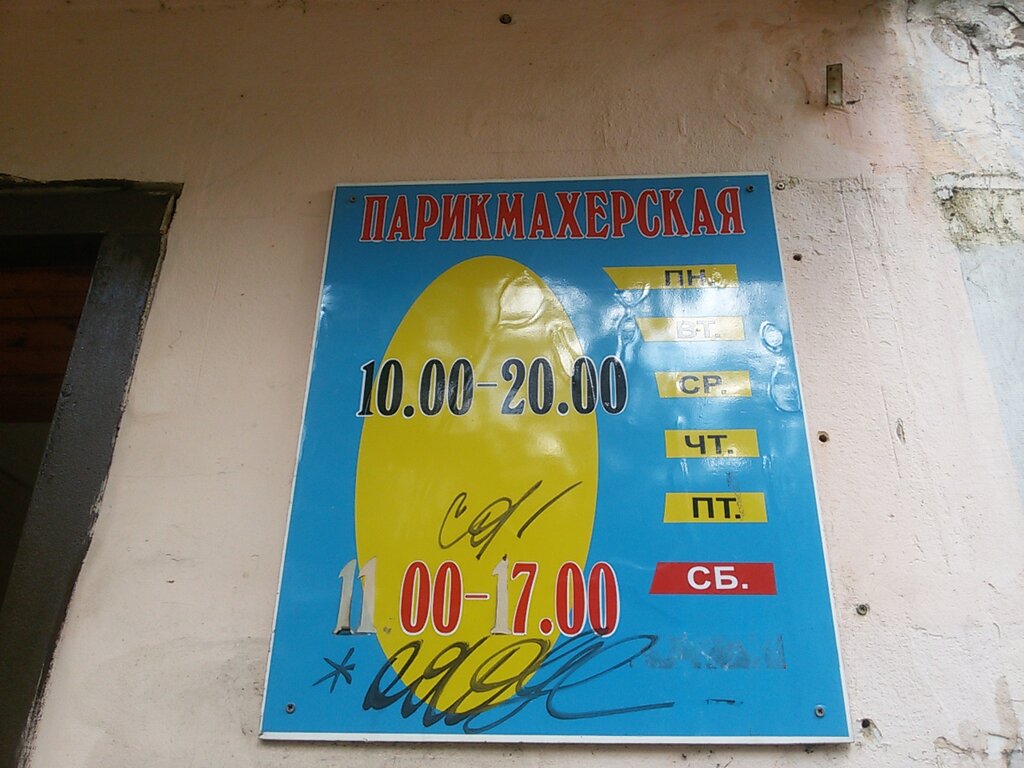 ПАРИКМАХЕРСКАЯ
ПН.
ВТ.
10.00-20.00
СР.
ЧТ.
ПТ.
11.00-17.00
СБ.